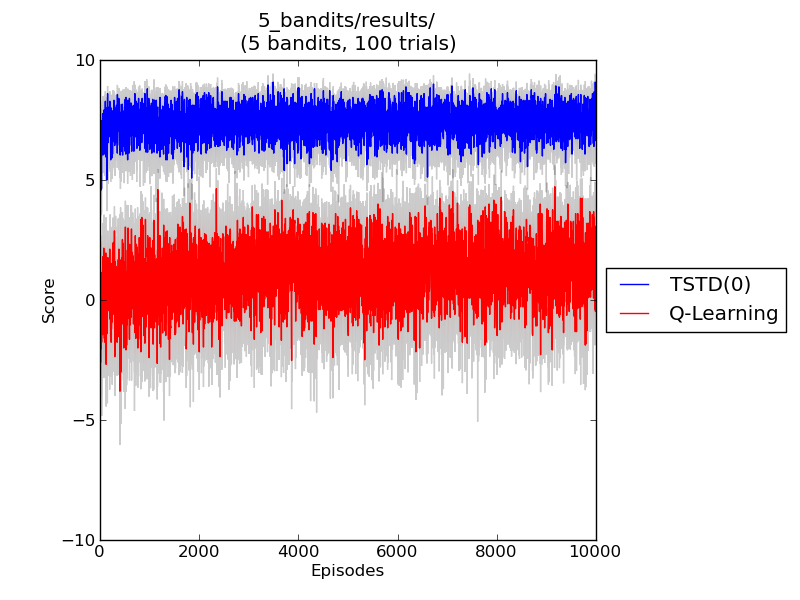 5_bandits/results/
(5 bandits, 100 trials)
10
5
0
−5
−10
Score
0
2000
4000
6000
8000
10000
Episodes
TSTD(0)
Q-Learning